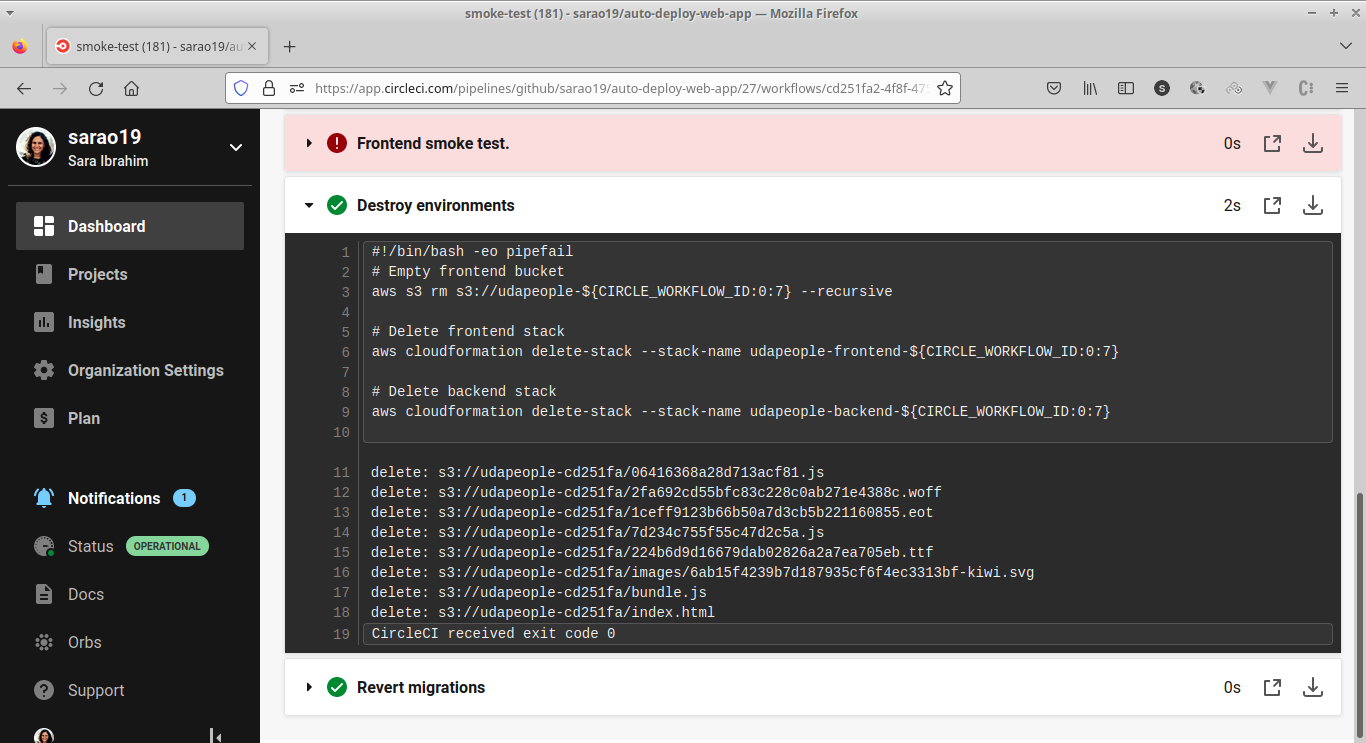 smoke-test (181) - sarao19/auto-deploy-web-app — Mozilla Firefox
smoke-test (181) - sarao19/au
https://app.circleci.com/pipelines/github/sarao19/auto-deploy-web-app/27/workflows/cd251fa2-4f8f-47
sarao19
Sara Ibrahim
Dashboard
Projects
Insights
Organization Settings
Plan
Notifications 1
Status OPERATIONAL
Docs
Orbs
Support
Frontend smoke test. 0s
Destroy environments 2s
1 #!/bin/bash -eo pipefail
2 # Empty frontend bucket
3 aws s3 rm s3://udapeople-${CIRCLE_WORKFLOW_ID:0:7} --recursive
4
5 # Delete frontend stack
6 aws cloudformation delete-stack --stack-name udapeople-frontend-${CIRCLE_WORKFLOW_ID:0:7}
7
8 # Delete backend stack
9 aws cloudformation delete-stack --stack-name udapeople-backend-${CIRCLE_WORKFLOW_ID:0:7}
10
11 delete: s3://udapeople-cd251fa/06416368a28d713acf81.js
12 delete: s3://udapeople-cd251fa/2fa692cd55bfc83c228c0ab271e4388c.woff
13 delete: s3://udapeople-cd251fa/1ceff9123b66b50a7d3cb5b221160855.eot
14 delete: s3://udapeople-cd251fa/7d234c755f55c47d2c5a.js
15 delete: s3://udapeople-cd251fa/224b6d9d16679dab02826a2a7ea705eb.ttf
16 delete: s3://udapeople-cd251fa/images/6ab15f4239b7d187935cf6f4ec3313bf-kiwi.svg
17 delete: s3://udapeople-cd251fa/bundle.js
18 delete: s3://udapeople-cd251fa/index.html
19 CircleCI received exit code 0
Revert migrations 0s